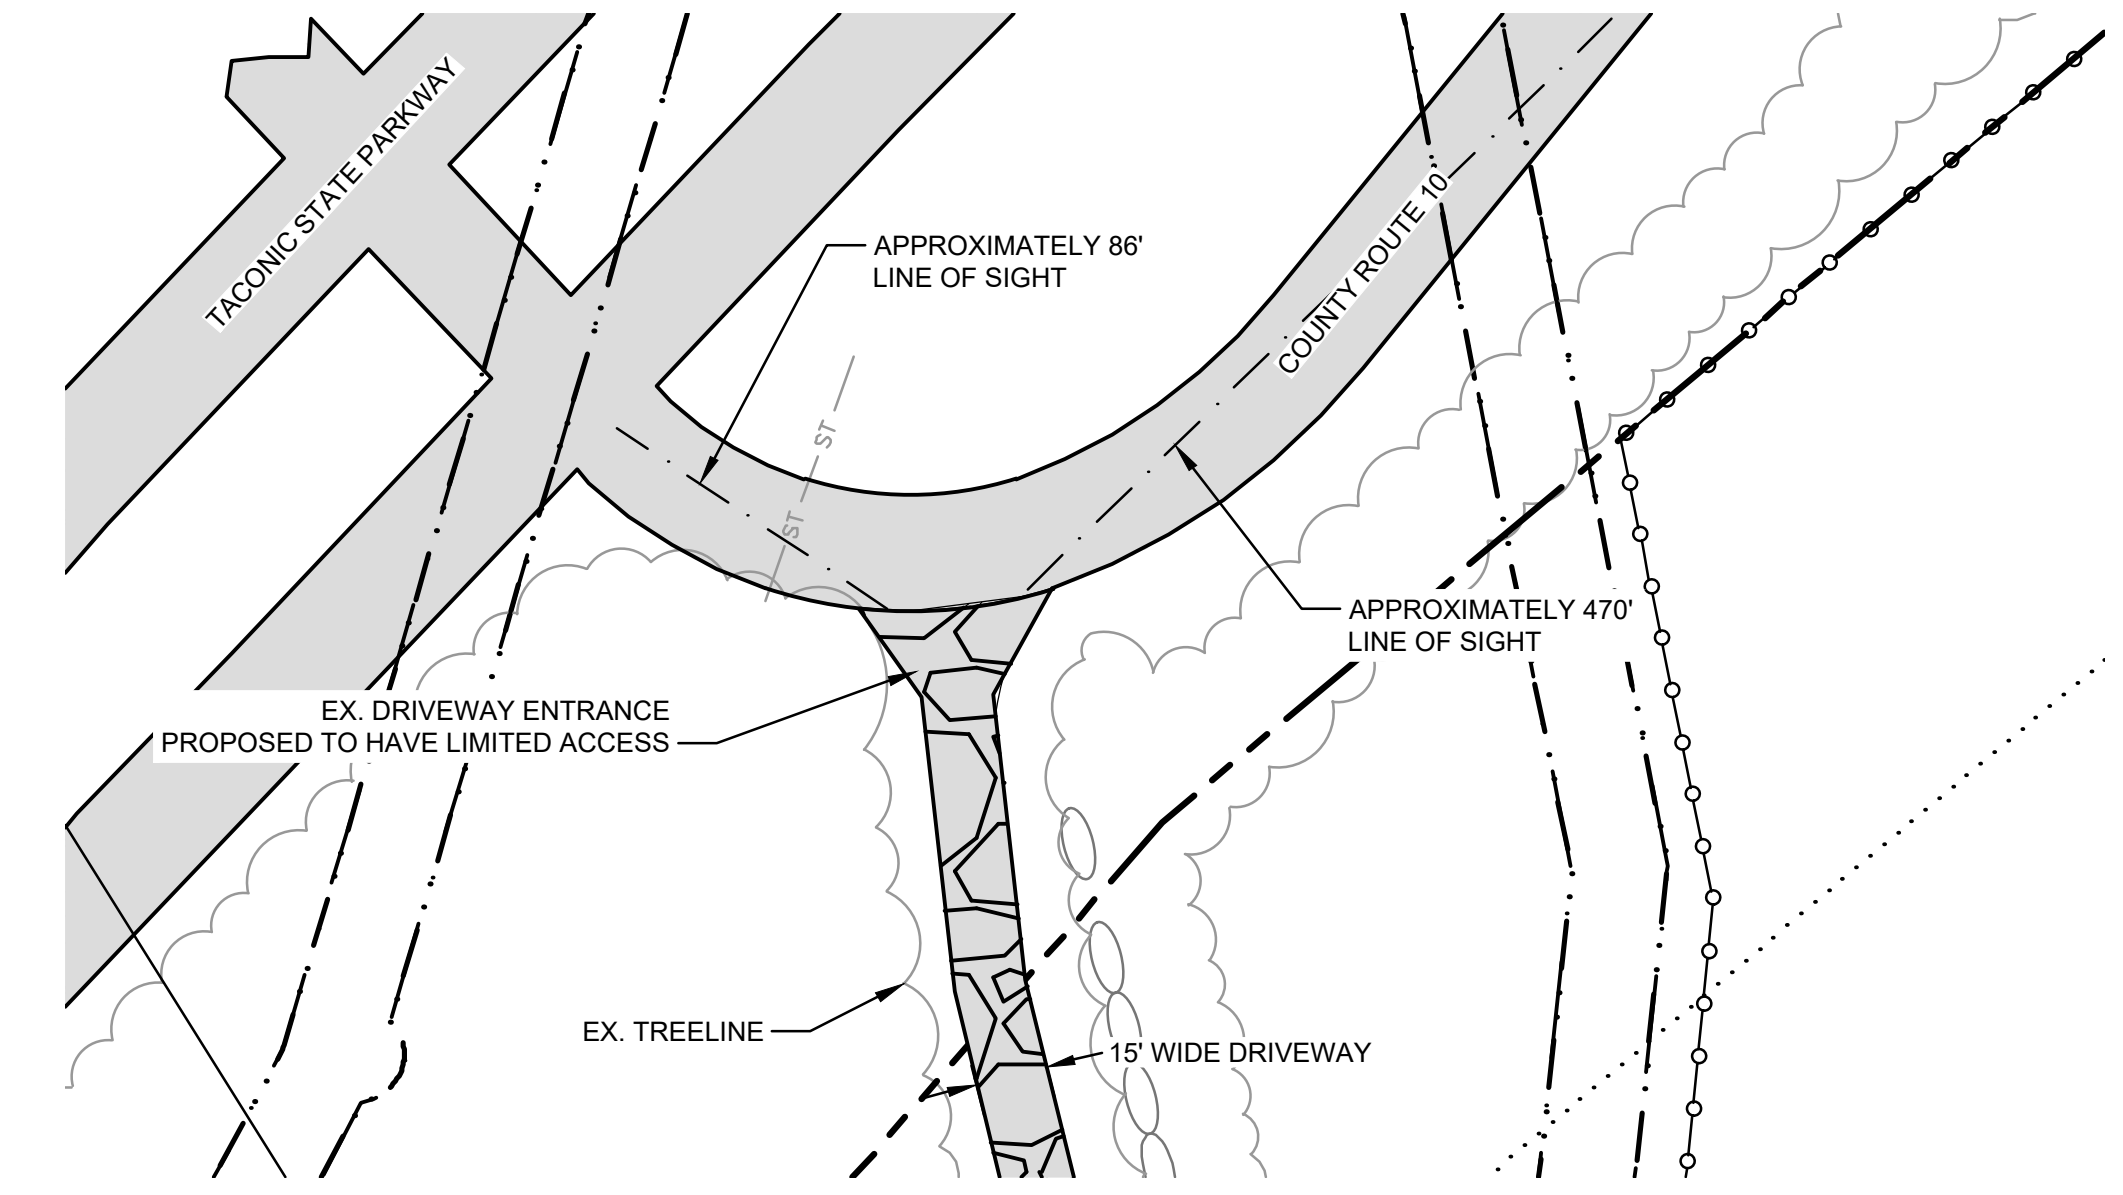 TACONIC STATE PARKWAY
APPROXIMATELY 86'
LINE OF SIGHT
COUNTY ROUTE 10
ST
ST
APPROXIMATELY 470'
LINE OF SIGHT
EX. DRIVEWAY ENTRANCE
PROPOSED TO HAVE LIMITED ACCESS
EX. TREELINE
15' WIDE DRIVEWAY